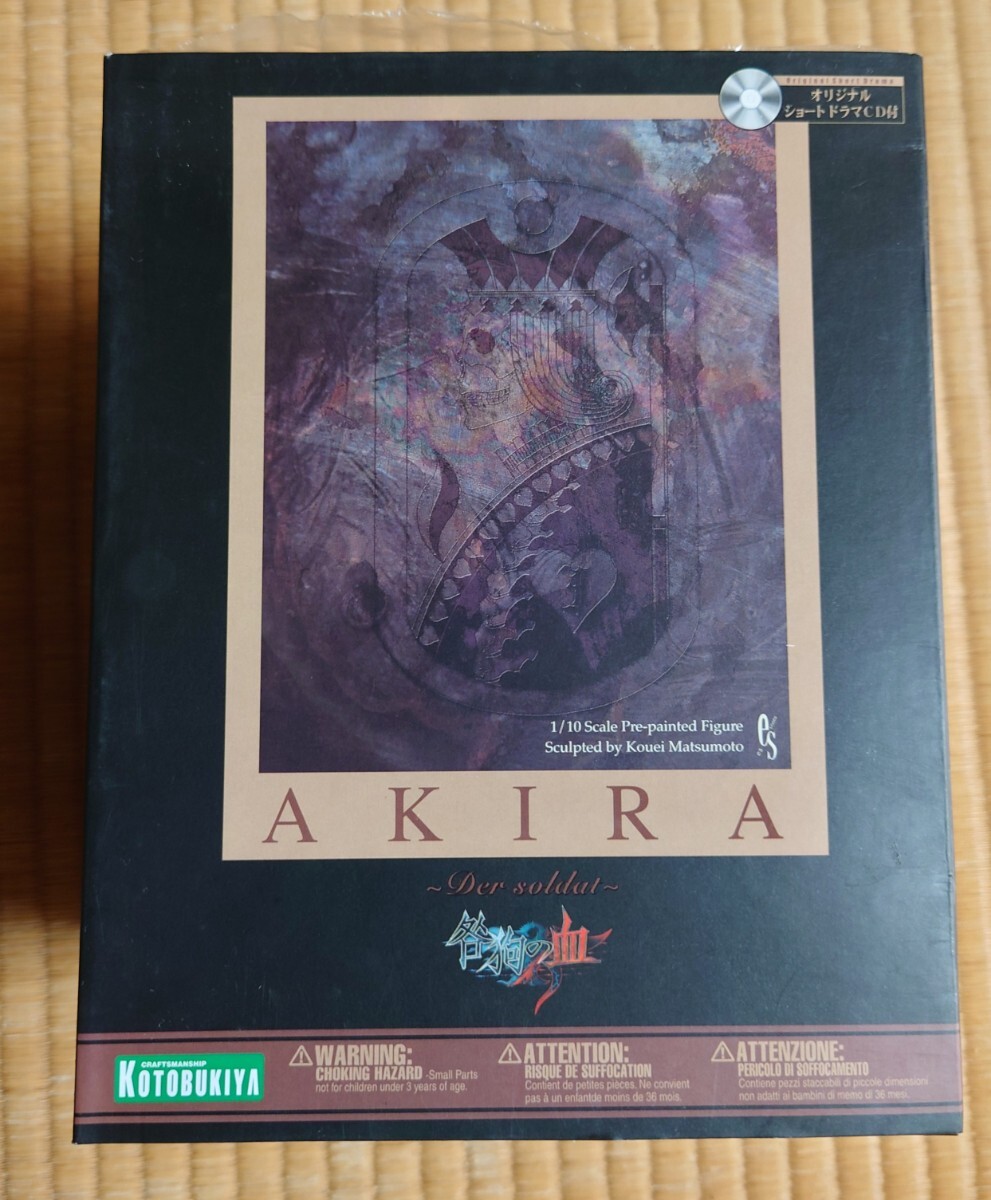 Original Short Drama
オリジナル
ショートドラマCD付
1/10 Scale Pre-painted Figure
Sculpted by Kouei Matsumoto
e's
AKIRA
~Der soldat~
咎狗の血
CRAFTSMANSHIP
KOTOBUKIYA
WARNING:
CHOKING HAZARD -Small Parts
not for children under 3 years of age.
ATTENTION:
RISQUE DE SUFFOCATION
Contient de petites pièces. Ne convient
pas à un enfantde moins de 36 mois.
ATTENZIONE:
PERICOLO DI SOFFOCAMENTO
Contiene pezzi staccabili di piccole dimensioni
non adatti ai bambini di memo di 36 mesi.